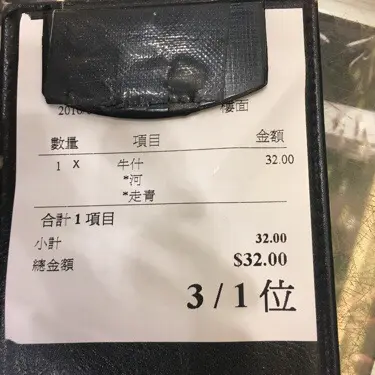 樓面
數量 項目 金額
1 X 牛什 32.00
*河
*走青
合計 1 項目
小計 32.00
總金額 $32.00
3 / 1 位